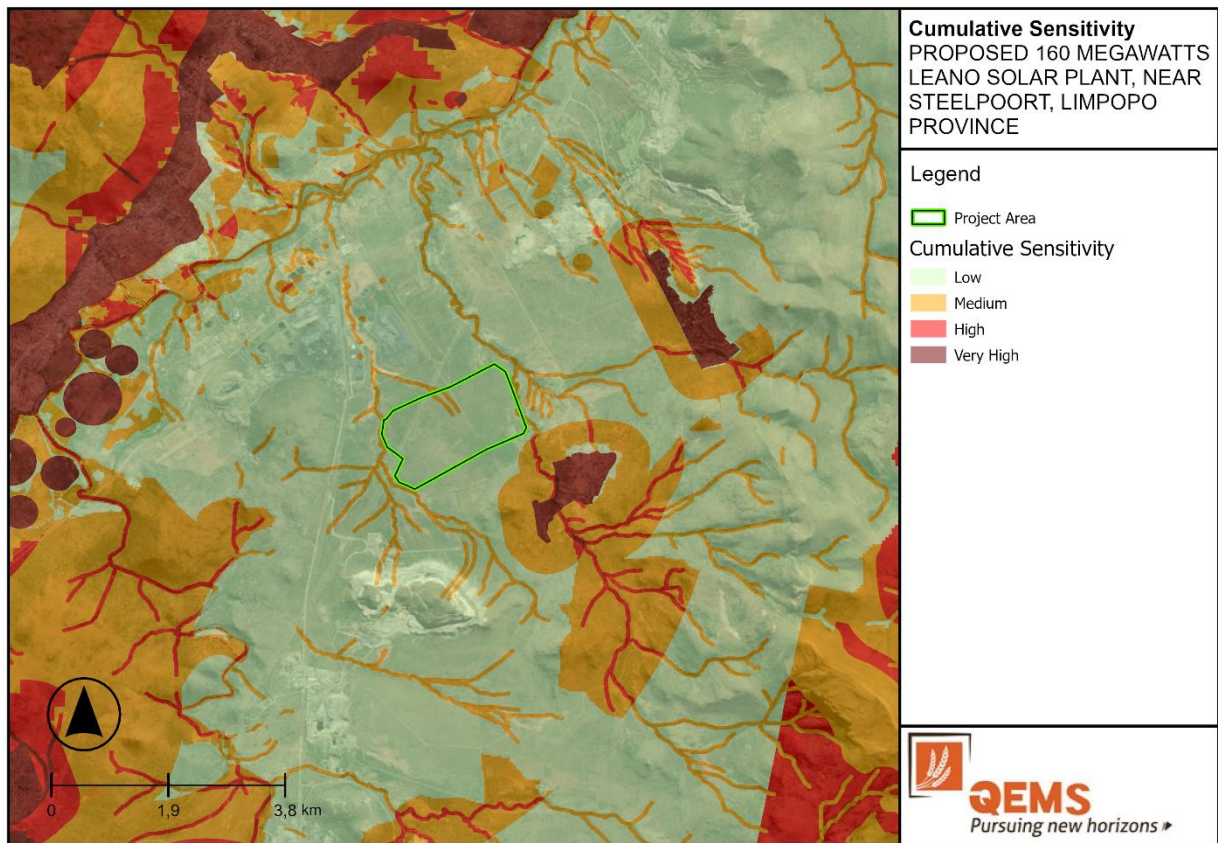 Cumulative Sensitivity
PROPOSED 160 MEGAWATTS
LEANO SOLAR PLANT, NEAR
STEELPOORT, LIMPOPO
PROVINCE
Legend
Project Area
Cumulative Sensitivity
Low
Medium
High
Very High
0 1,9 3,8 km
QEMS
Pursuing new horizons